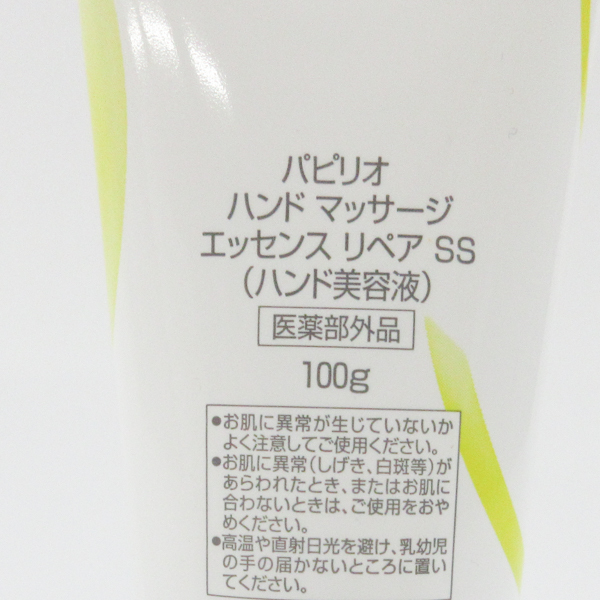 パピリオ
ハンド マッサージ
エッセンス リペア SS
（ハンド美容液）
医薬部外品
100g
●お肌に異常が生じていないか
よく注意してご使用ください。
●お肌に異常（しげき、白斑等）が
あらわれたとき、またはお肌に
合わないときは、ご使用をおや
めください。
●高温や直射日光を避け、乳幼児
の手の届かないところに置い
てください。